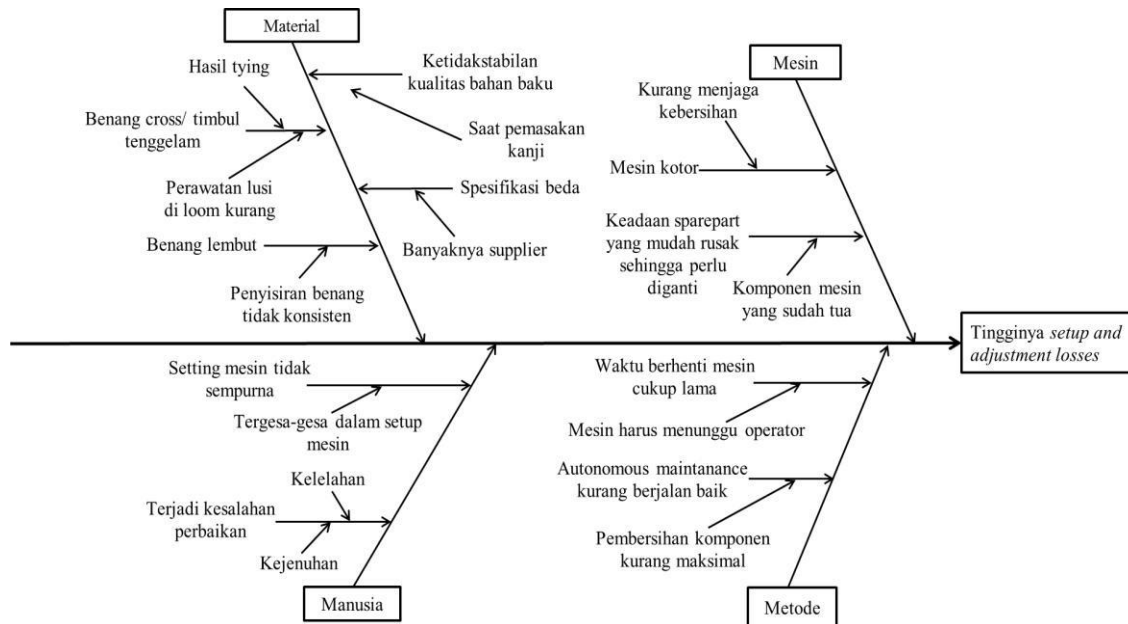 Material
Hasil tying
Ketidakstabilan
kualitas bahan baku
Benang cross/ timbul
tenggelam
Saat pemasakan
kanji
Perawatan lusi
di loom kurang
Spesifikasi beda
Benang lembut
Banyaknya supplier
Penyisiran benang
tidak konsisten
Mesin
Kurang menjaga
kebersihan
Mesin kotor
Keadaan sparepart
yang mudah rusak
sehingga perlu
diganti
Komponen mesin
yang sudah tua
Tingginya setup and
adjustment losses
Setting mesin tidak
sempurna
Tergesa-gesa dalam setup
mesin
Kelelahan
Terjadi kesalahan
perbaikan
Kejenuhan
Manusia
Waktu berhenti mesin
cukup lama
Mesin harus menunggu operator
Autonomous maintanance
kurang berjalan baik
Pembersihan komponen
kurang maksimal
Metode